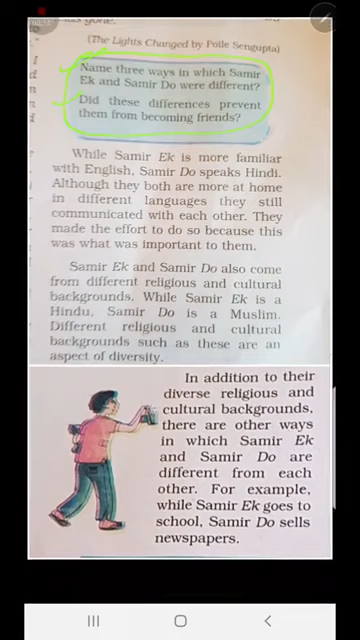 (The Lights Changed by Poile Sengupta)
Name three ways in which Samir
Ek and Samir Do were different?
Did these differences prevent
them from becoming friends?
While Samir Ek is more familiar
with English, Samir Do speaks Hindi.
Although they both are more at home
in different languages they still
communicated with each other. They
made the effort to do so because this
was what was important to them.
Samir Ek and Samir Do also come
from different religious and cultural
backgrounds. While Samir Ek is a
Hindu, Samir Do is a Muslim.
Different religious and cultural
backgrounds such as these are an
aspect of diversity.
In addition to their
diverse religious and
cultural backgrounds,
there are other ways
in which Samir Ek
and Samir Do are
different from each
other. For example,
while Samir Ek goes to
school, Samir Do sells
newspapers.